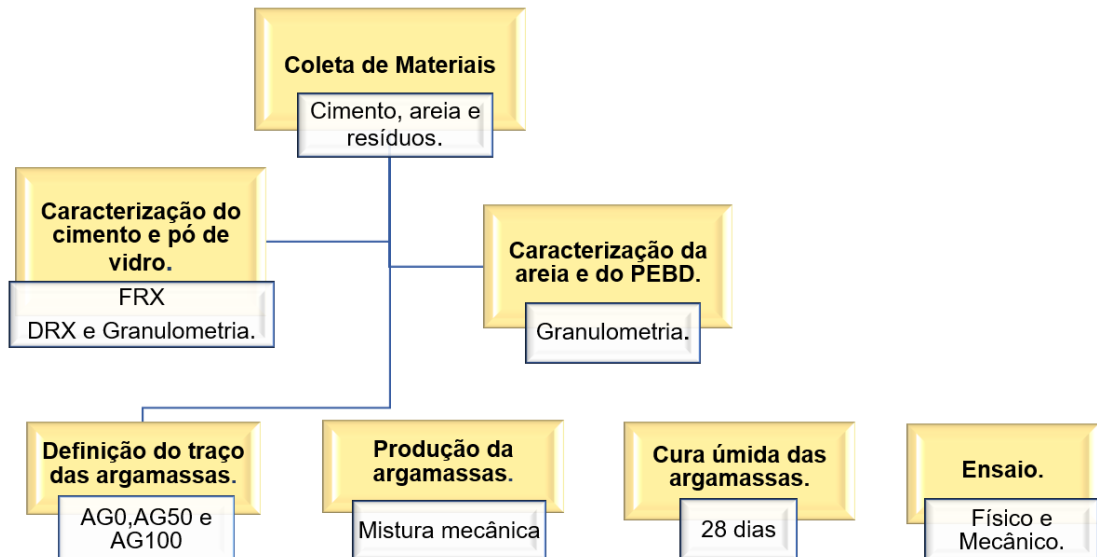 Coleta de Materiais
Cimento, areia e
resíduos.
Caracterização do
cimento e pó de
vidro.
FRX
DRX e Granulometria.
Caracterização da
areia e do PEBD.
Granulometria.
Definição do traço
das argamassas.
AG0,AG50 e
AG100
Produção da
argamassas.
Mistura mecânica
Cura úmida das
argamassas.
28 dias
Ensaio.
Físico e
Mecânico.